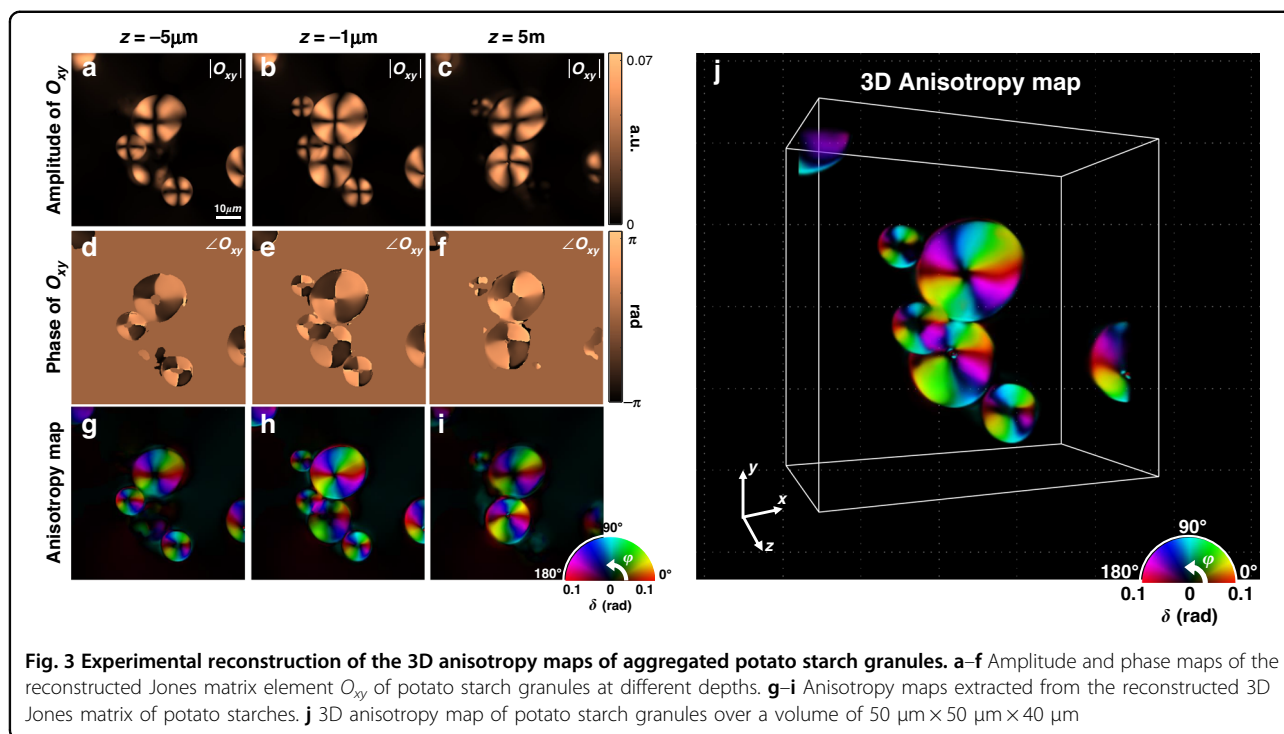 z = −5μm
z = −1μm
z = 5m
Amplitude of Oxy
a
|Oxy|
10μm
b
|Oxy|
c
|Oxy|
0.07
a.u
0
Phase of Oxy
d
∠Oxy
e
∠Oxy
f
∠Oxy
π
rad
−π
Anisotropy map
g
h
i
90°
φ
180°
0°
0.1 0 0.1
δ (rad)
j
3D Anisotropy map
y
x
z
90°
φ
180°
0°
0.1 0 0.1
δ (rad)
Fig. 3 Experimental reconstruction of the 3D anisotropy maps of aggregated potato starch granules. a–f Amplitude and phase maps of the
reconstructed Jones matrix element Oxy of potato starch granules at different depths. g–i Anisotropy maps extracted from the reconstructed 3D
Jones matrix of potato starches. j 3D anisotropy map of potato starch granules over a volume of 50 μm × 50 μm × 40 μm